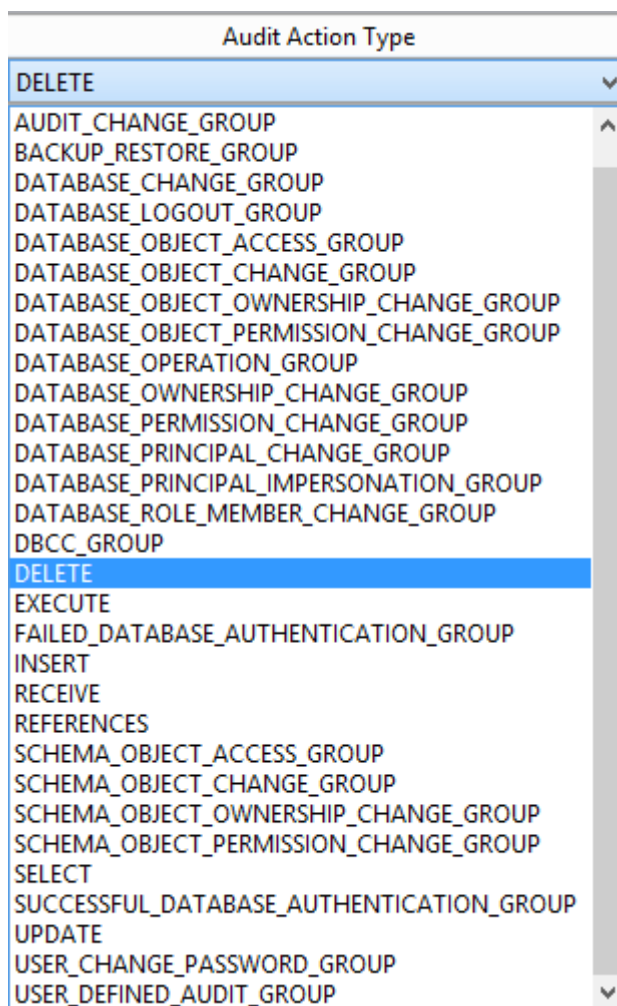 Audit Action Type
DELETE
AUDIT_CHANGE_GROUP
BACKUP_RESTORE_GROUP
DATABASE_CHANGE_GROUP
DATABASE_LOGOUT_GROUP
DATABASE_OBJECT_ACCESS_GROUP
DATABASE_OBJECT_CHANGE_GROUP
DATABASE_OBJECT_OWNERSHIP_CHANGE_GROUP
DATABASE_OBJECT_PERMISSION_CHANGE_GROUP
DATABASE_OPERATION_GROUP
DATABASE_OWNERSHIP_CHANGE_GROUP
DATABASE_PERMISSION_CHANGE_GROUP
DATABASE_PRINCIPAL_CHANGE_GROUP
DATABASE_PRINCIPAL_IMPERSONATION_GROUP
DATABASE_ROLE_MEMBER_CHANGE_GROUP
DBCC_GROUP
DELETE
EXECUTE
FAILED_DATABASE_AUTHENTICATION_GROUP
INSERT
RECEIVE
REFERENCES
SCHEMA_OBJECT_ACCESS_GROUP
SCHEMA_OBJECT_CHANGE_GROUP
SCHEMA_OBJECT_OWNERSHIP_CHANGE_GROUP
SCHEMA_OBJECT_PERMISSION_CHANGE_GROUP
SELECT
SUCCESSFUL_DATABASE_AUTHENTICATION_GROUP
UPDATE
USER_CHANGE_PASSWORD_GROUP
USER_DEFINED_AUDIT_GROUP